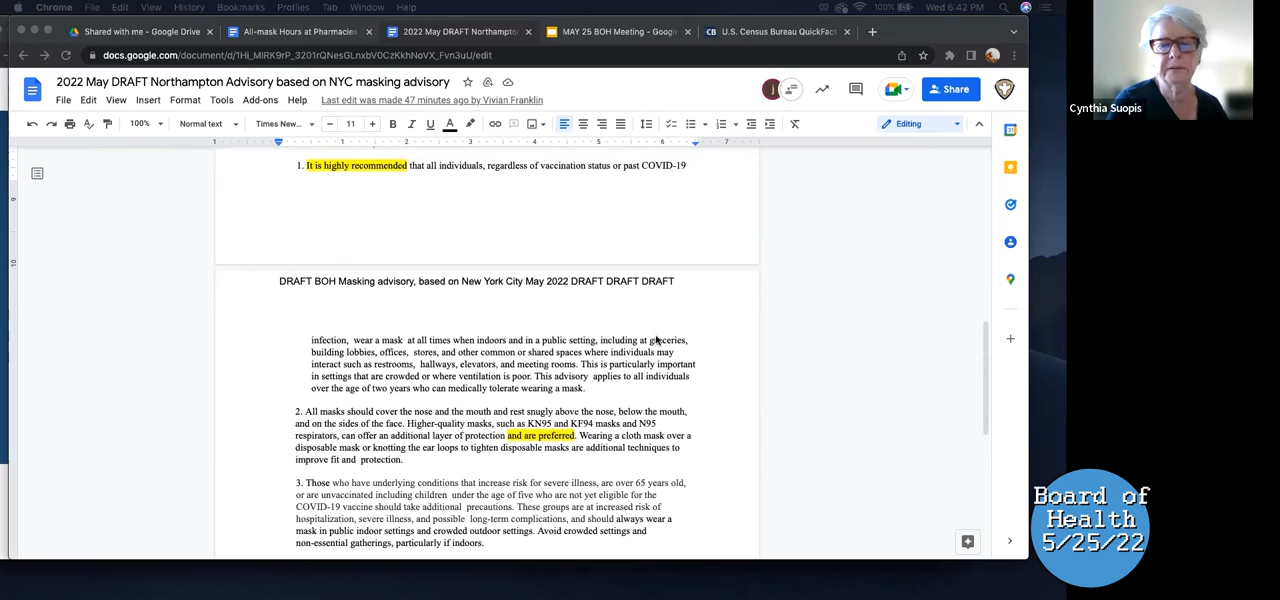 Chrome File Edit View History Bookmarks Profiles Tab Window Help 100% Wed 6:42 PM
Shared with me - Google Drive All-mask Hours at Pharmacies 2022 May DRAFT Northampton MAY 25 BOH Meeting - Googl U.S. Census Bureau QuickFact
docs.google.com/document/d/1Hi_MIRK9rP_3201rQNesGLnxbV0CzKkhNoVX_Fvn3uU/edit
2022 May DRAFT Northampton Advisory based on NYC masking advisory
j
Share
File Edit View Insert Format Tools Add-ons Help Last edit was made 47 minutes ago by Vivian Franklin
100% Normal text Times New... 11 B I U A Editing
1 1 2 3 4 5 6 7
1. It is highly recommended that all individuals, regardless of vaccination status or past COVID-19
9
10
DRAFT BOH Masking advisory, based on New York City May 2022 DRAFT DRAFT DRAFT
infection, wear a mask at all times when indoors and in a public setting, including at groceries,
building lobbies, offices, stores, and other common or shared spaces where individuals may
interact such as restrooms, hallways, elevators, and meeting rooms. This is particularly important
in settings that are crowded or where ventilation is poor. This advisory applies to all individuals
over the age of two years who can medically tolerate wearing a mask.
2. All masks should cover the nose and the mouth and rest snugly above the nose, below the mouth,
and on the sides of the face. Higher-quality masks, such as KN95 and KF94 masks and N95
respirators, can offer an additional layer of protection and are preferred. Wearing a cloth mask over a
disposable mask or knotting the ear loops to tighten disposable masks are additional techniques to
improve fit and protection.
3. Those who have underlying conditions that increase risk for severe illness, are over 65 years old,
or are unvaccinated including children under the age of five who are not yet eligible for the
COVID-19 vaccine should take additional precautions. These groups are at increased risk of
hospitalization, severe illness, and possible long-term complications, and should always wear a
mask in public indoor settings and crowded outdoor settings. Avoid crowded settings and
non-essential gatherings, particularly if indoors.
Cynthia Suopis
Board of
Health
5/25/22